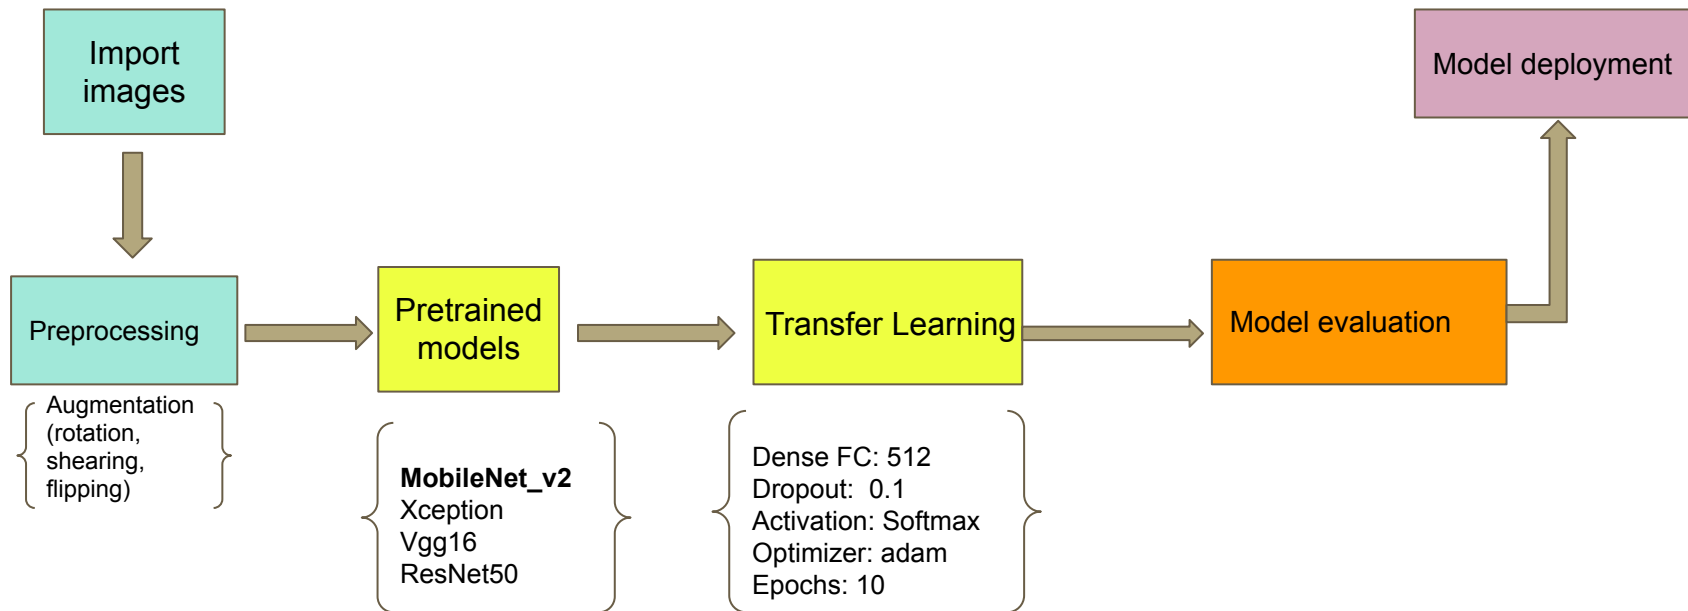 Import
images
Model deployment
Preprocessing
Pretrained
models
Transfer Learning
Model evaluation
Augmentation
(rotation,
shearing,
flipping)
MobileNet_v2
Xception
Vgg16
ResNet50
Dense FC: 512
Dropout:  0.1
Activation: Softmax
Optimizer: adam
Epochs: 10